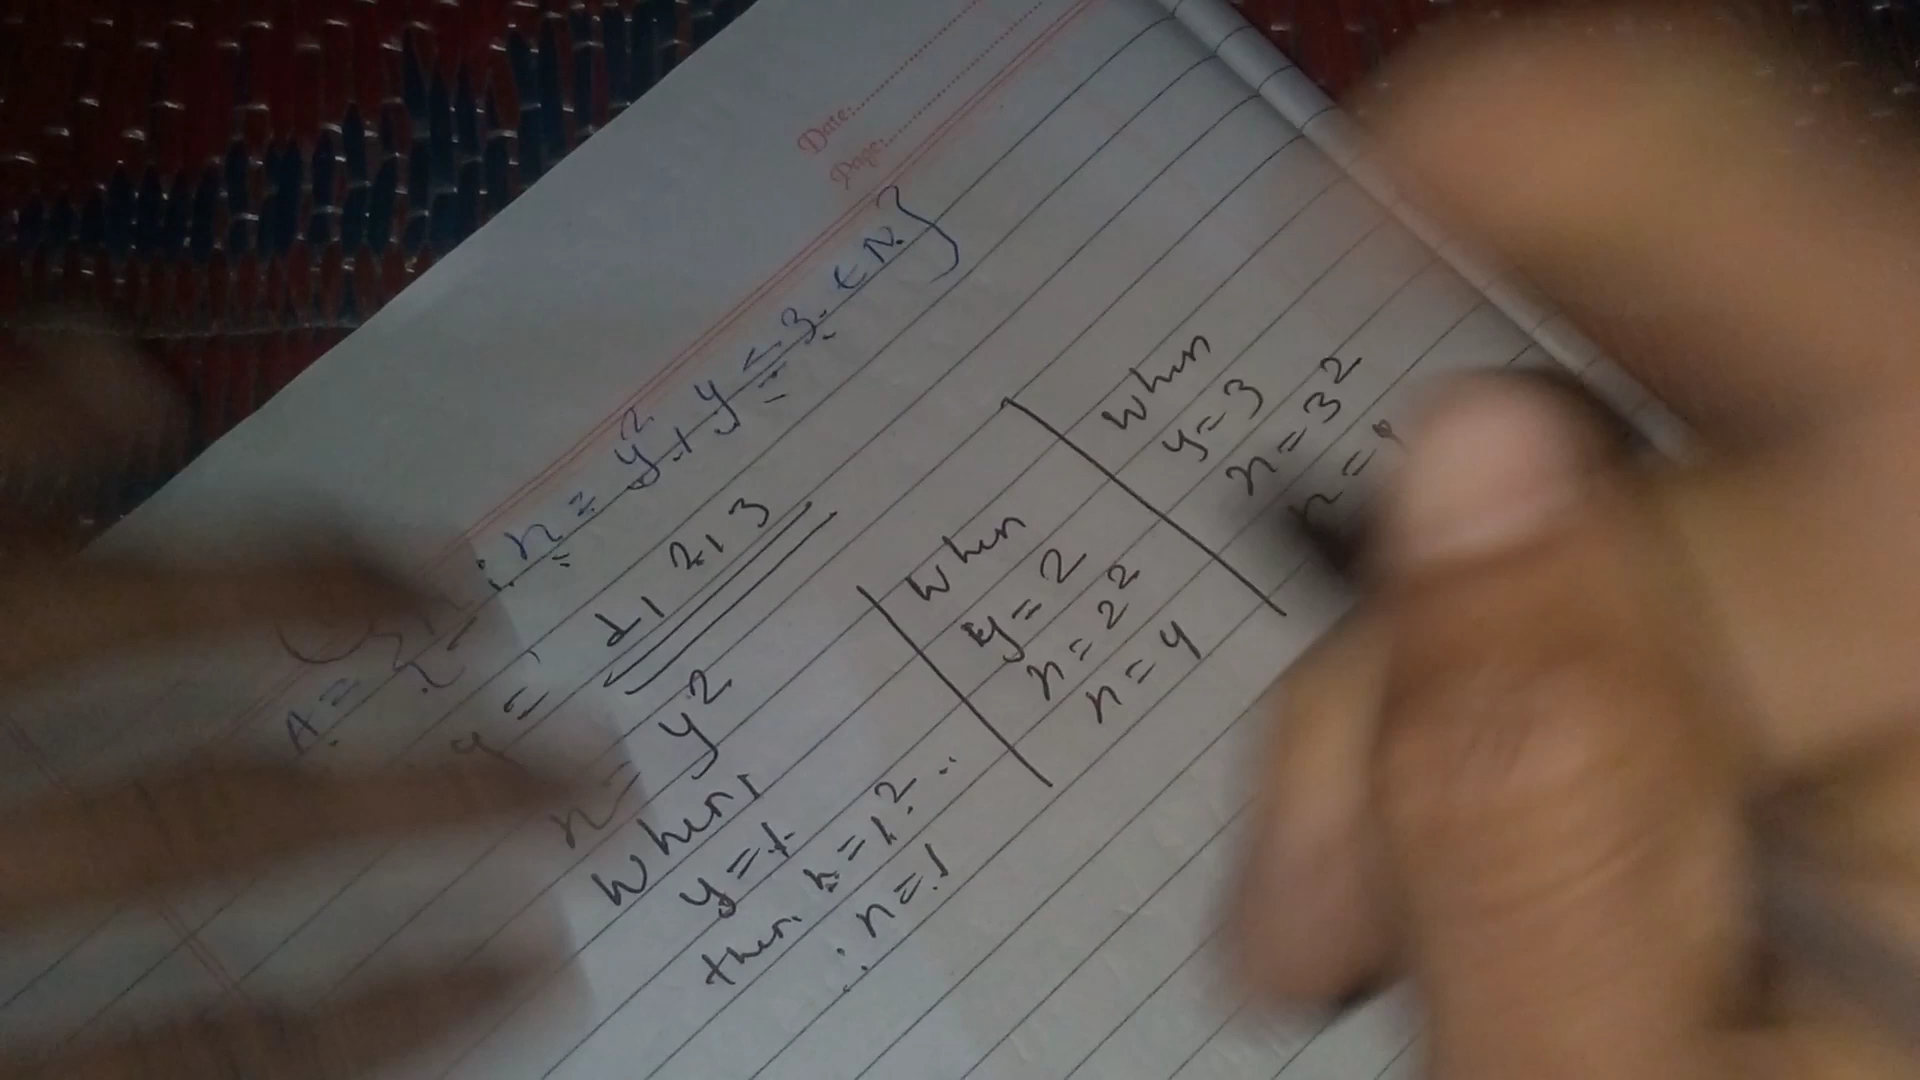 Date:
Page:
A = { x : x = y², y ≤ 3, ∈ N }
y = 1, 2, 3
x = y²
When,
y = 1
then x = 1²
∴ x = 1
When
y = 2
x = 2²
x = 4
When
y = 3
x = 3²
x =